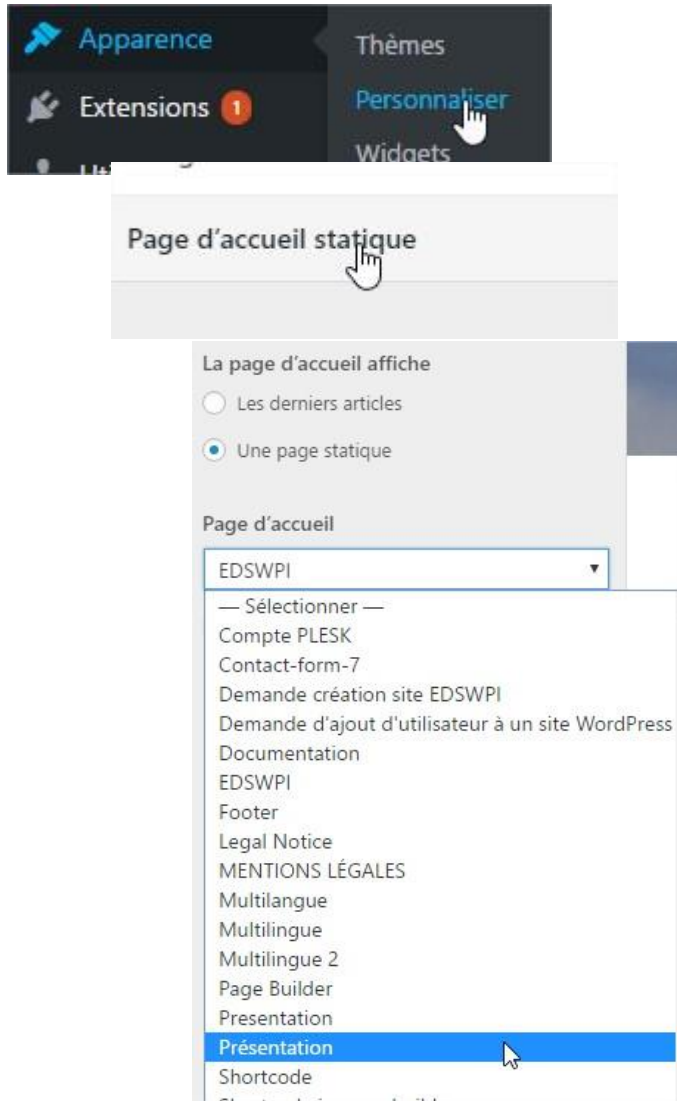 Apparence
Thèmes
Extensions 1
Personnaliser
Widgets
Page d'accueil statique
La page d'accueil affiche
Les derniers articles
Une page statique
Page d'accueil
EDSWPI
— Sélectionner —
Compte PLESK
Contact-form-7
Demande création site EDSWPI
Demande d'ajout d'utilisateur à un site WordPress
Documentation
EDSWPI
Footer
Legal Notice
MENTIONS LÉGALES
Multilangue
Multilingue
Multilingue 2
Page Builder
Presentation
Présentation
Shortcode